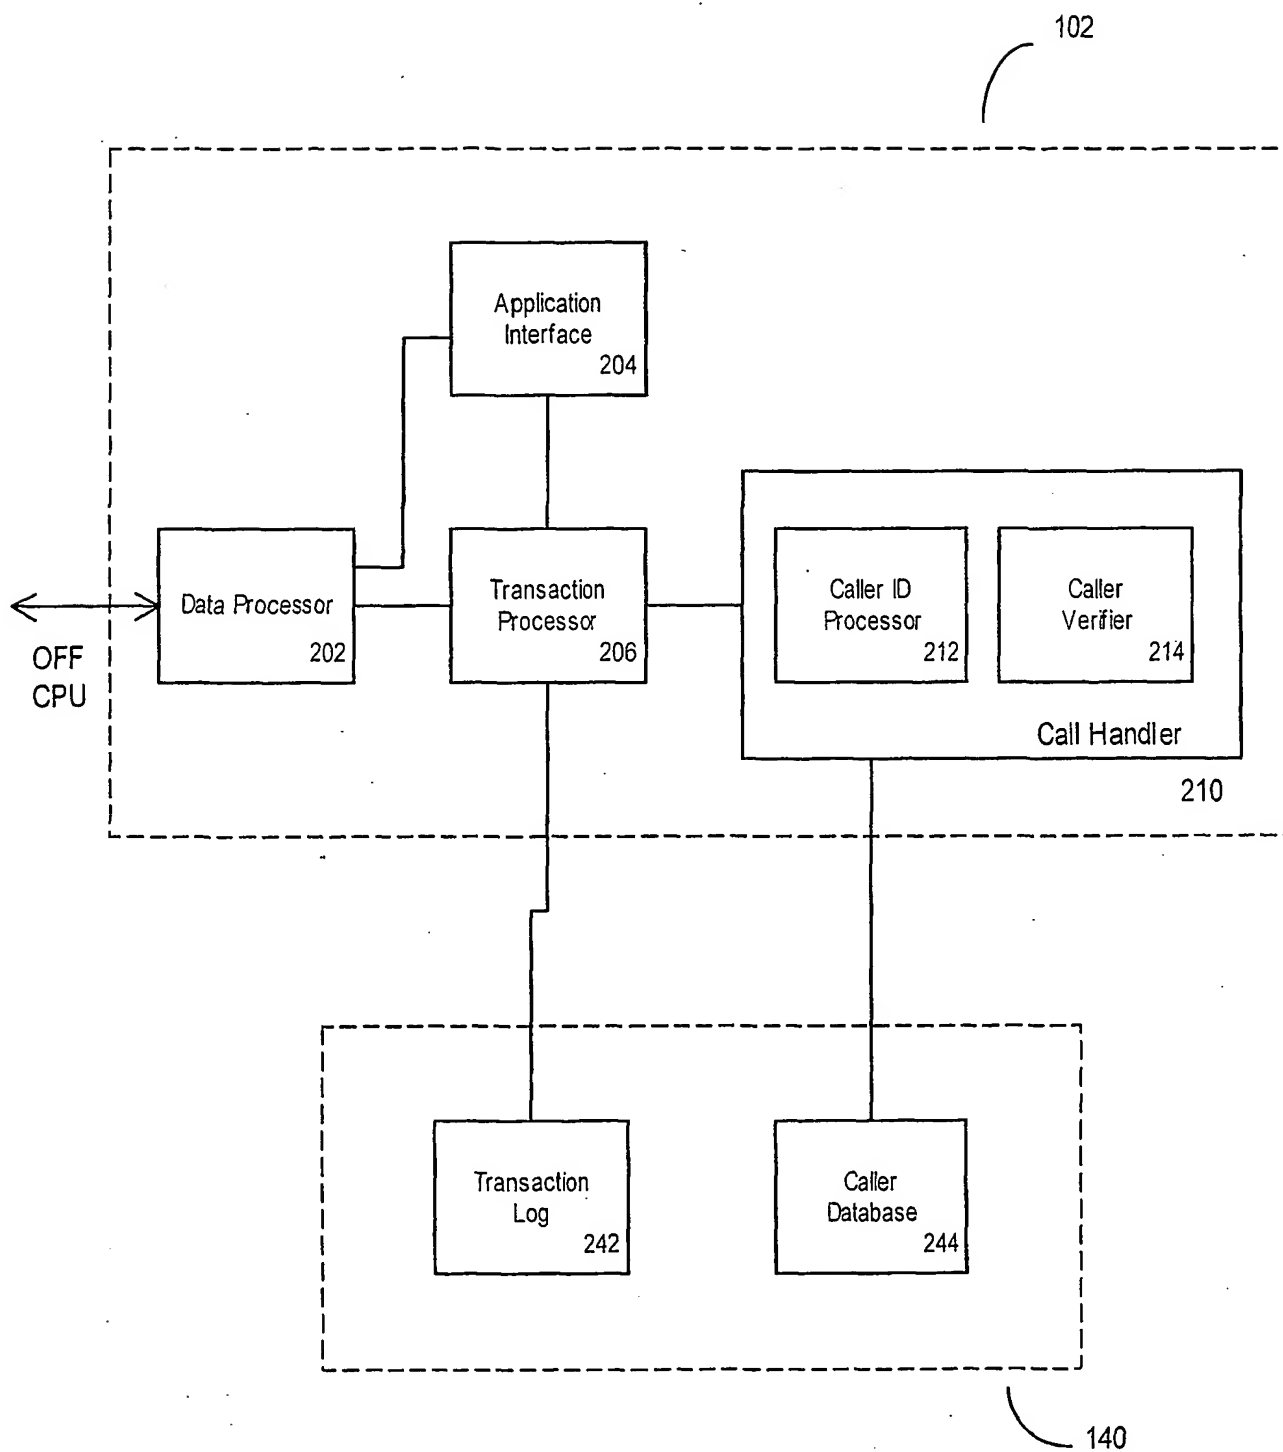 102
Application
Interface
204
Data Processor
202
Transaction
Processor
206
Caller ID
Processor
212
Caller
Verifier
214
Call Handler
210
OFF
CPU
Transaction
Log
242
Caller
Database
244
140